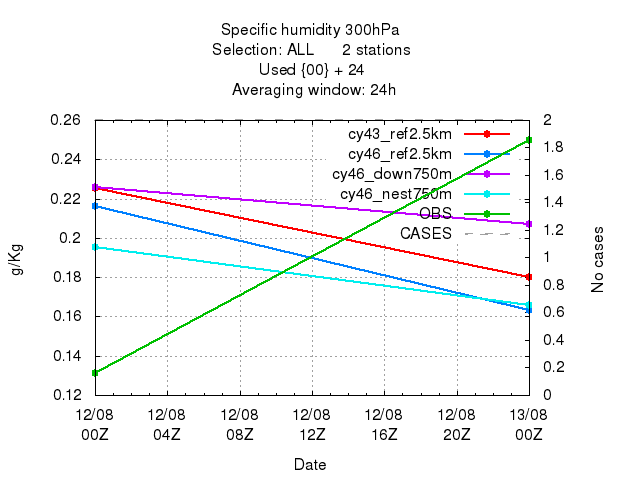 Specific humidity 300hPa
Selection: ALL 2 stations
Used {00} + 24
Averaging window: 24h
0.26
0.24
0.22
0.2
0.18
0.16
0.14
0.12
g/Kg
cy43_ref2.5km
cy46_ref2.5km
cy46_down750m
cy46_nest750m
OBS
CASES
2
1.8
1.6
1.4
1.2
1
0.8
0.6
0.4
0.2
0
No cases
12/08 12/08 12/08 12/08 12/08 12/08 13/08
00Z 04Z 08Z 12Z 16Z 20Z 00Z
Date